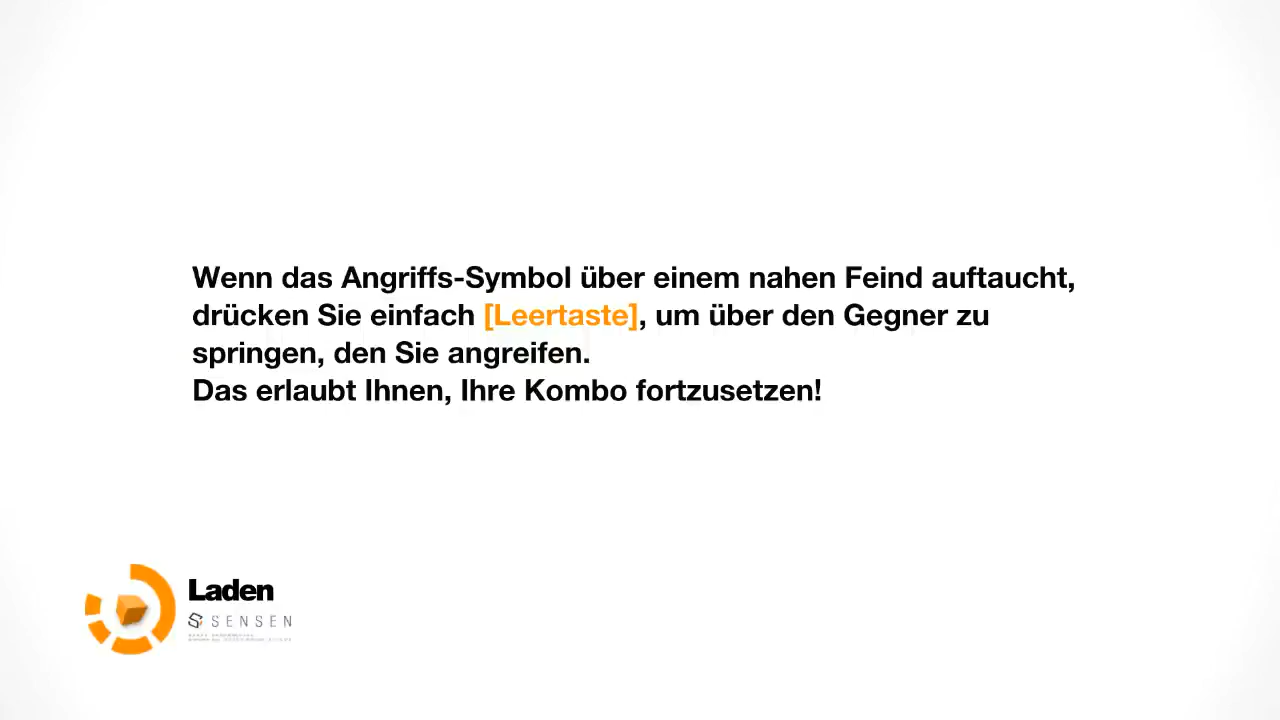 Wenn das Angriffs-Symbol über einem nahen Feind auftaucht,
drücken Sie einfach [Leertaste], um über den Gegner zu
springen, den Sie angreifen.
Das erlaubt Ihnen, Ihre Kombo fortzusetzen!
Laden
SENSEN